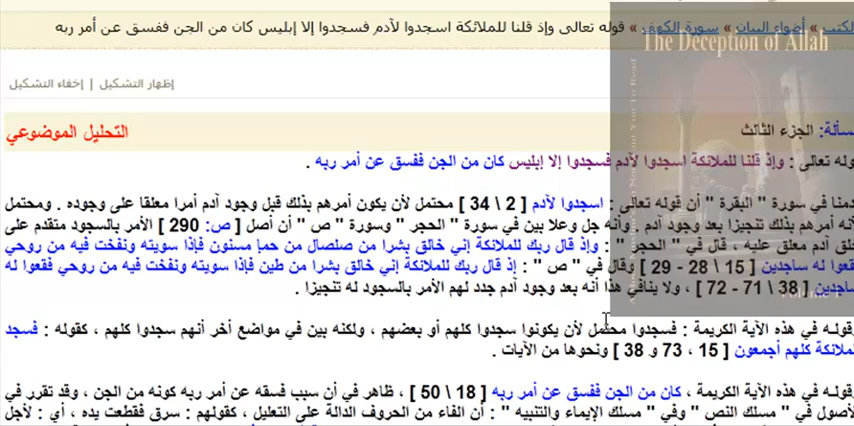 لكتب » أضواء البيان » سورة الكهف » قوله تعالى وإذ قلنا للملائكة اسجدوا لآدم فسجدوا إلا إبليس كان من الجن ففسق عن أمر ربه
The Deception of Allah
إظهار التشكيل | إخفاء التشكيل
سألة: الجزء الثالث
التحليل الموضوعي
وله تعالى : وإذ قلنا للملائكة اسجدوا لآدم فسجدوا إلا إبليس كان من الجن ففسق عن أمر ربه .
دمنا في سورة " البقرة " أن قوله تعالى : اسجدوا لآدم [ 2 \ 34 ] محتمل لأن يكون أمرهم بذلك قبل وجود آدم أمرا معلقا على وجوده . ومحتمل
أنه أمرهم بذلك تنجيزا بعد وجود آدم . وأنه جل وعلا بين في سورة " الحجر " وسورة " ص " أن أصل [ ص: 290 ] الأمر بالسجود متقدم على
خلق آدم معلق عليه ، قال في " الحجر " : وإذ قال ربك للملائكة إني خالق بشرا من صلصال من حمإ مسنون فإذا سويته ونفخت فيه من روحي
قعوا له ساجدين [ 15 \ 28 - 29 ] وقال في " ص " : إذ قال ربك للملائكة إني خالق بشرا من طين فإذا سويته ونفخت فيه من روحي فقعوا له
ساجدين [ 38 \ 71 - 72 ] ، ولا ينافي هذا أنه بعد وجود آدم جدد لهم الأمر بالسجود له تنجيزا .
وقوله في هذه الآية الكريمة : فسجدوا محتمل لأن يكونوا سجدوا كلهم أو بعضهم ، ولكنه بين في مواضع أخر أنهم سجدوا كلهم ، كقوله : فسجد
لملائكة كلهم أجمعون [ 15 ، 73 و 38 ] ونحوها من الآيات .
وقوله في هذه الآية الكريمة ، كان من الجن ففسق عن أمر ربه [ 18 \ 50 ] ، ظاهر في أن سبب فسقه عن أمر ربه كونه من الجن ، وقد تقرر في
لأصول في " مسلك النص " وفي " مسلك الإيماء والتنبيه " : أن الفاء من الحروف الدالة على التعليل ، كقولهم : سرق فقطعت يده ، أي : لأجل